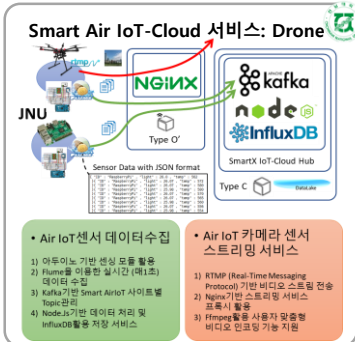 Smart Air IoT-Cloud 서비스: Drone
rtmp
NGINX
kafka
node
JS
InfluxDB
JNU
Type O'
SmartX IoT-Cloud Hub
Type C
DataLake
Sensor Data with JSON format
• Air IoT센서 데이터수집
1) 아두이노 기반 센싱 모듈 활용
2) Flume을 이용한 실시간 (매1초) 데이터 수집
3) Kafka기반 Smart AirIoT 사이트별 Topic관리
4) Node.Js기반 데이터 처리 및 InfluxDB활용 저장 서비스
• Air IoT 카메라 센서 스트리밍 서비스
1) RTMP (Real-Time Messaging Protocol) 기반 비디오 스트림 전송
2) Nginx기반 스트리밍 서비스 프록시 활용
3) Ffmpeg활용 사용자 맞춤형 비디오 인코딩 기능 지원